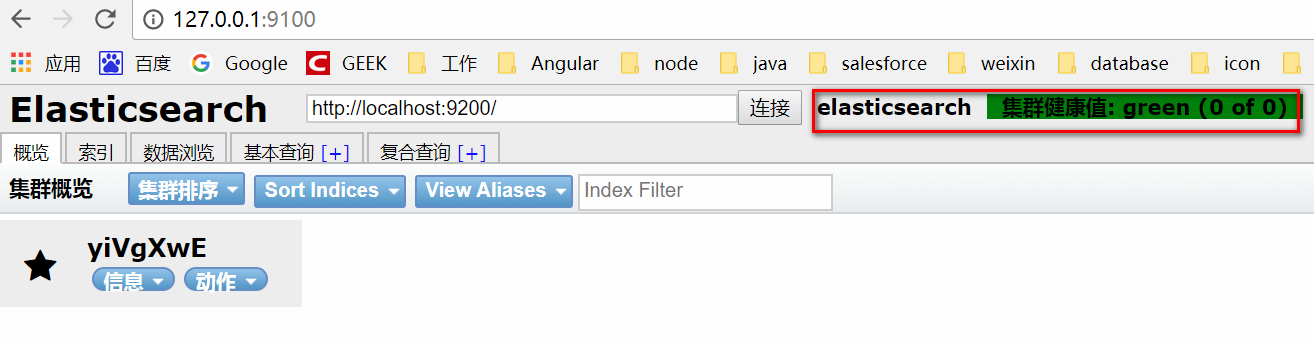 127.0.0.1:9100
应用 百度 Google GEEK 工作 Angular node java salesforce weixin database icon
Elasticsearch http://localhost:9200/ 连接 elasticsearch 集群健康值: green (0 of 0)
概览 索引 数据浏览 基本查询 [+] 复合查询 [+]
集群概览 集群排序 Sort Indices View Aliases Index Filter
yiVgXwE
信息 动作